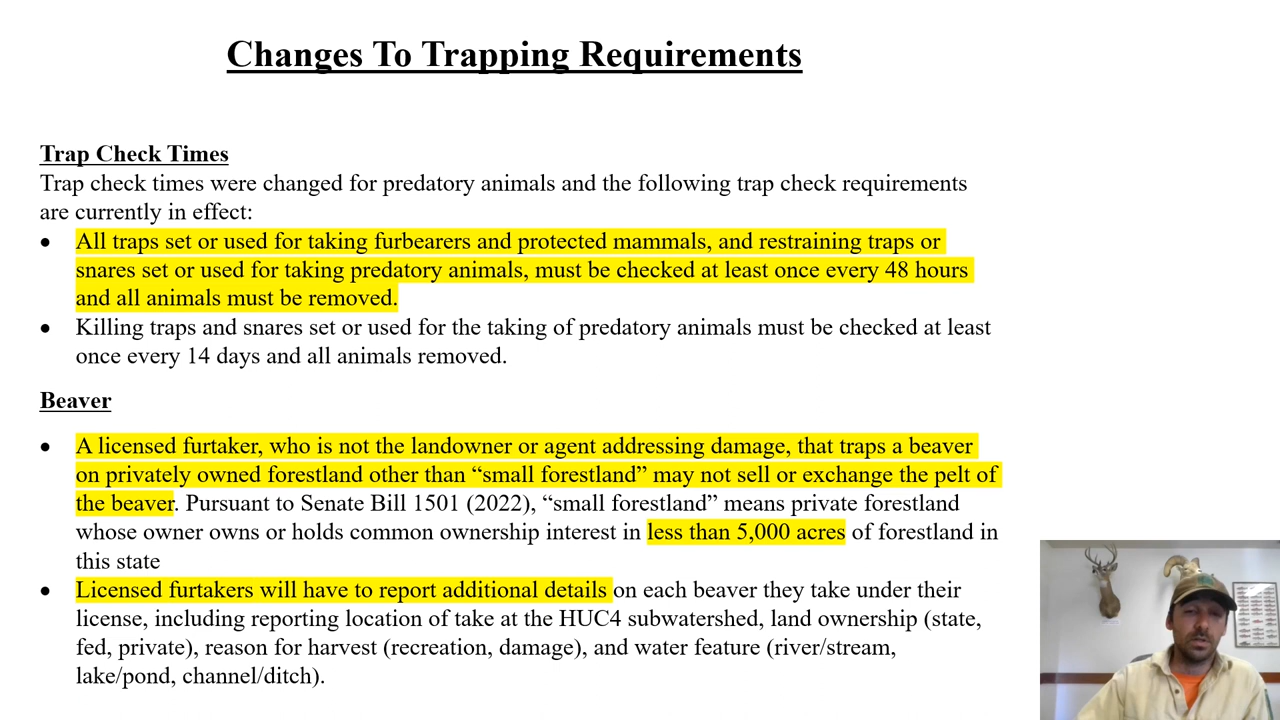 Changes To Trapping Requirements
Trap Check Times
Trap check times were changed for predatory animals and the following trap check requirements
are currently in effect:
• All traps set or used for taking furbearers and protected mammals, and restraining traps or
snares set or used for taking predatory animals, must be checked at least once every 48 hours
and all animals must be removed.
• Killing traps and snares set or used for the taking of predatory animals must be checked at least
once every 14 days and all animals removed.
Beaver
• A licensed furtaker, who is not the landowner or agent addressing damage, that traps a beaver
on privately owned forestland other than “small forestland” may not sell or exchange the pelt of
the beaver. Pursuant to Senate Bill 1501 (2022), “small forestland” means private forestland
whose owner owns or holds common ownership interest in less than 5,000 acres of forestland in
this state
• Licensed furtakers will have to report additional details on each beaver they take under their
license, including reporting location of take at the HUC4 subwatershed, land ownership (state,
fed, private), reason for harvest (recreation, damage), and water feature (river/stream,
lake/pond, channel/ditch).